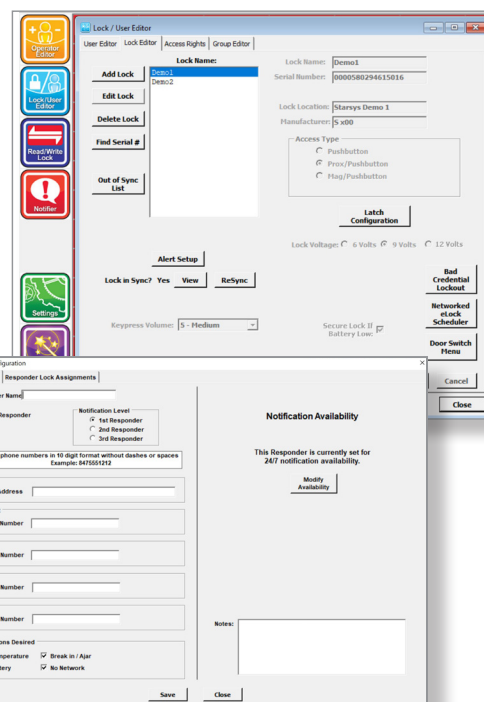 Operator
Editor
Lock/User
Editor
Read/Write
Lock
Notifier
Settings
Lock / User Editor
User Editor Lock Editor Access Rights Group Editor
Lock Name:
Demo1
Demo2
Add Lock
Edit Lock
Delete Lock
Find Serial #
Out of Sync
List
Lock Name: Demo1
Serial Number: 0000580294615016
Lock Location: Starsys Demo 1
Manufacturer: S x00
Access Type
Pushbutton
Prox/Pushbutton
Mag/Pushbutton
Latch
Configuration
Lock Voltage: 6 Volts 9 Volts 12 Volts
Alert Setup
Lock in Sync? Yes View ReSync
Keypress Volume: 5 - Medium
Secure Lock If
Battery Low:
Bad
Credential
Lockout
Networked
eLock
Scheduler
Door Switch
Menu
Cancel
Close
figuration
Responder Lock Assignments
er Name
Responder
Notification Level
1st Responder
2nd Responder
3rd Responder
phone numbers in 10 digit format without dashes or spaces
Example: 8475551212
Address
Number
Number
Number
Number
ons Desired
mperature Break in / Ajar
tery No Network
Notification Availability
This Responder is currently set for
24/7 notification availability.
Modify
Availability
Notes:
Save Close